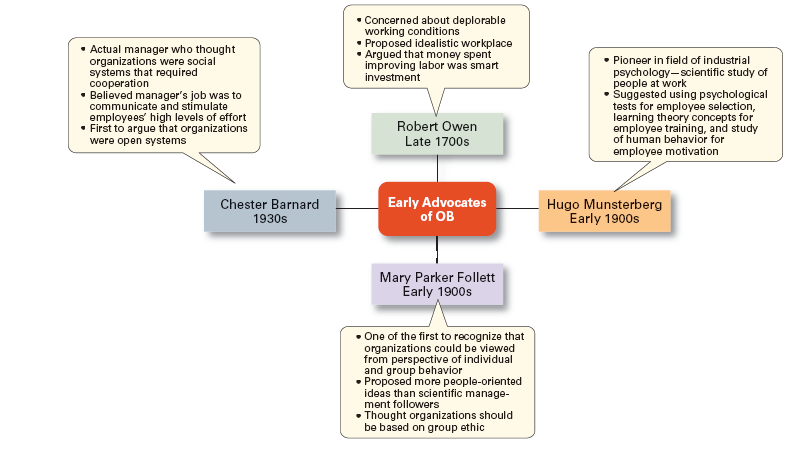 • Concerned about deplorable
working conditions
• Proposed idealistic workplace
• Argued that money spent
improving labor was smart
investment
• Actual manager who thought
organizations were social
systems that required
cooperation
• Believed manager's job was to
communicate and stimulate
employees' high levels of effort
• First to argue that organizations
were open systems
• Pioneer in field of industrial
psychology—scientific study of
people at work
• Suggested using psychological
tests for employee selection,
learning theory concepts for
employee training, and study
of human behavior for
employee motivation
Robert Owen
Late 1700s
Chester Barnard
1930s
Early Advocates
of OB
Hugo Munsterberg
Early 1900s
Mary Parker Follett
Early 1900s
• One of the first to recognize that
organizations could be viewed
from perspective of individual
and group behavior
• Proposed more people-oriented
ideas than scientific manage-
ment followers
• Thought organizations should
be based on group ethic